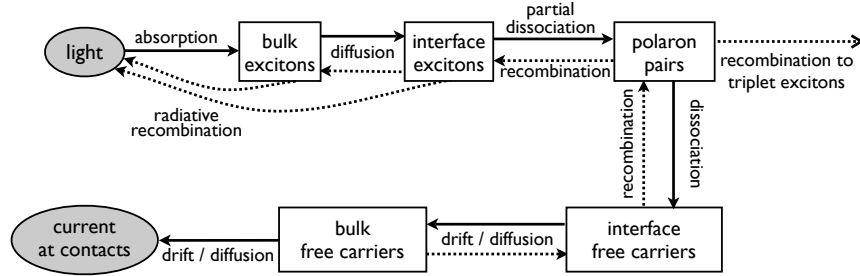 light
absorption
bulk
excitons
diffusion
interface
excitons
partial
dissociation
recombination
polaron
pairs
recombination to
triplet excitons
radiative
recombination
recombination
dissociation
current
at contacts
drift / diffusion
bulk
free carriers
drift / diffusion
interface
free carriers